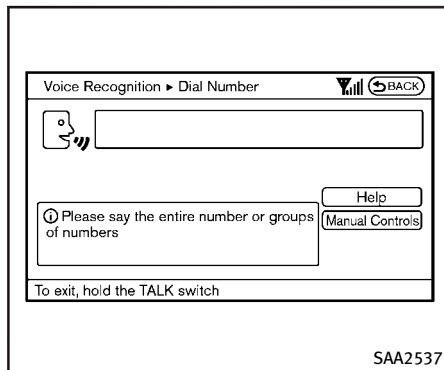 Voice Recognition ▸ Dial Number BACK
Help
ⓘ Please say the entire number or groups
of numbers
Manual Controls
To exit, hold the TALK switch
SAA2537